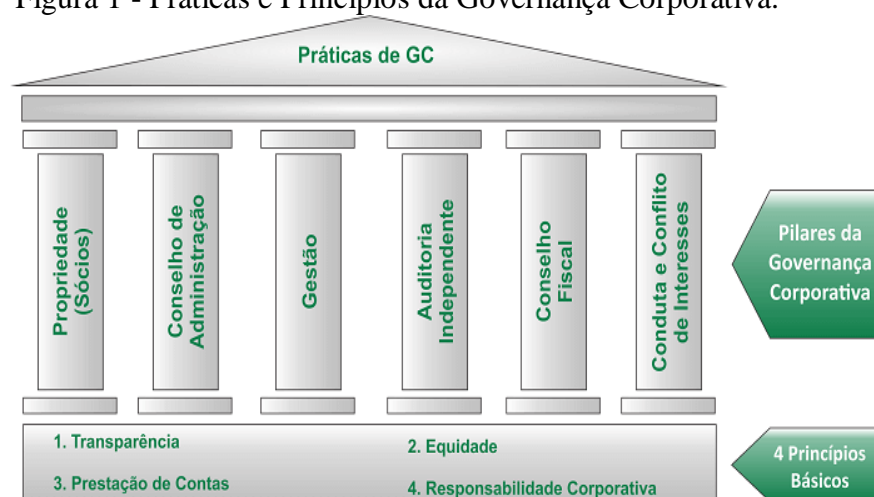 Figura 1 - Práticas e Princípios da Governança Corporativa.
Práticas de GC
Propriedade
(Sócios)
Conselho de
Administração
Gestão
Auditoria
Independente
Conselho
Fiscal
Conduta e Conflito
de Interesses
Pilares da
Governança
Corporativa
1. Transparência
2. Equidade
3. Prestação de Contas
4. Responsabilidade Corporativa
4 Princípios
Básicos